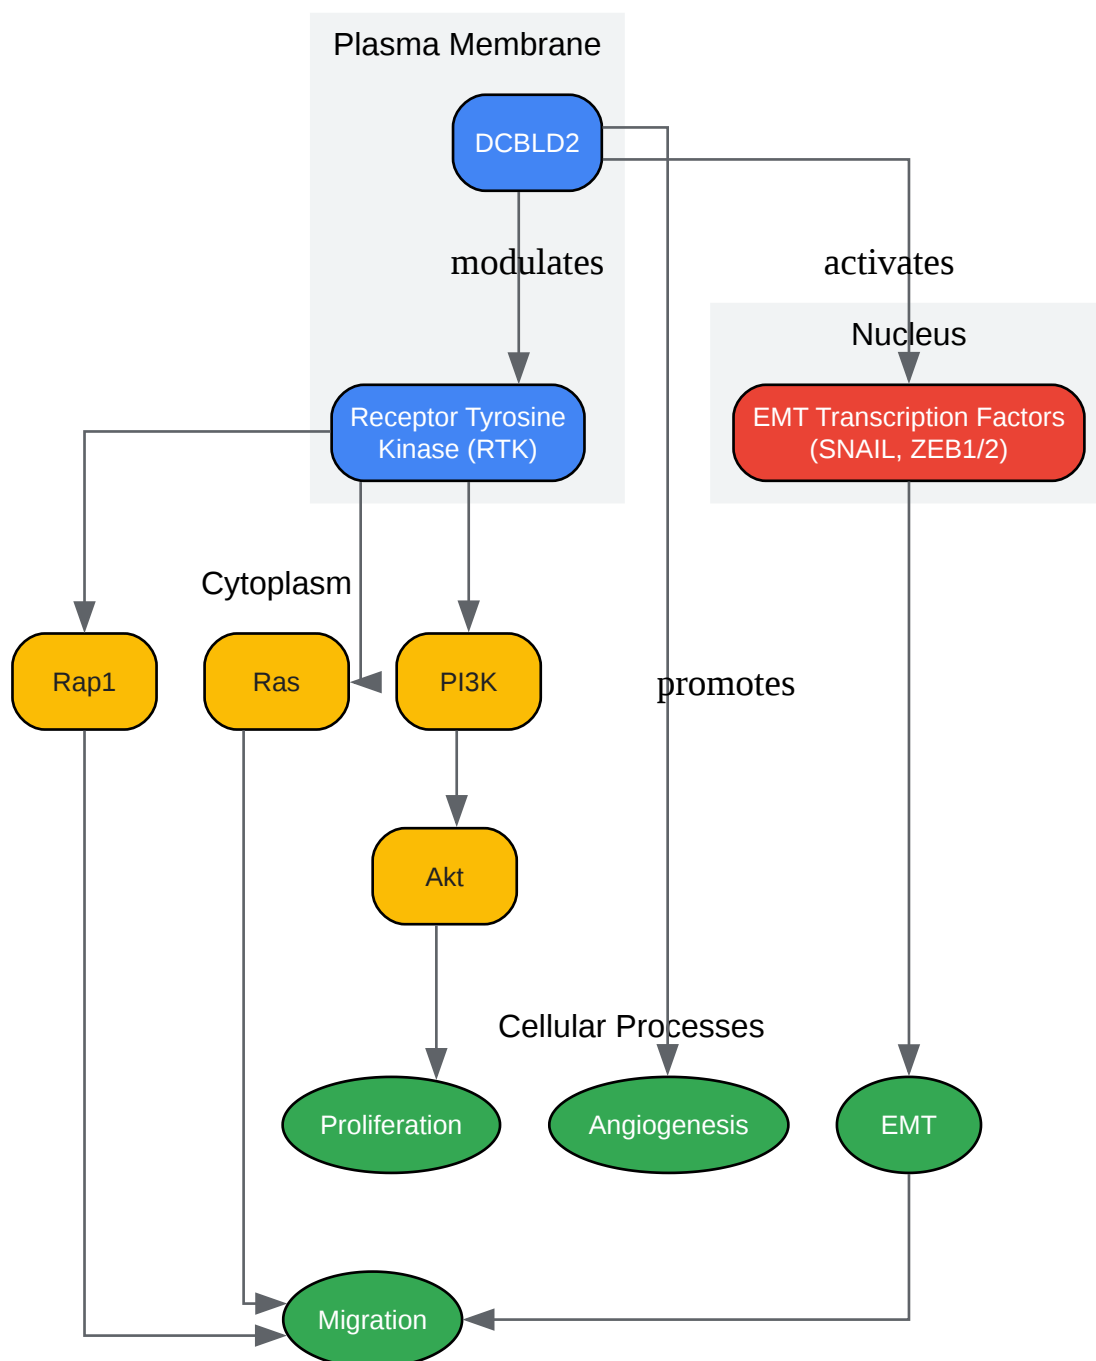 Plasma Membrane
DCBLD2
modulates
activates
Nucleus
Receptor Tyrosine
Kinase (RTK)
EMT Transcription Factors
(SNAIL, ZEB1/2)
Cytoplasm
Rap1
Ras
PI3K
promotes
Akt
Cellular Processes
Proliferation
Angiogenesis
EMT
Migration